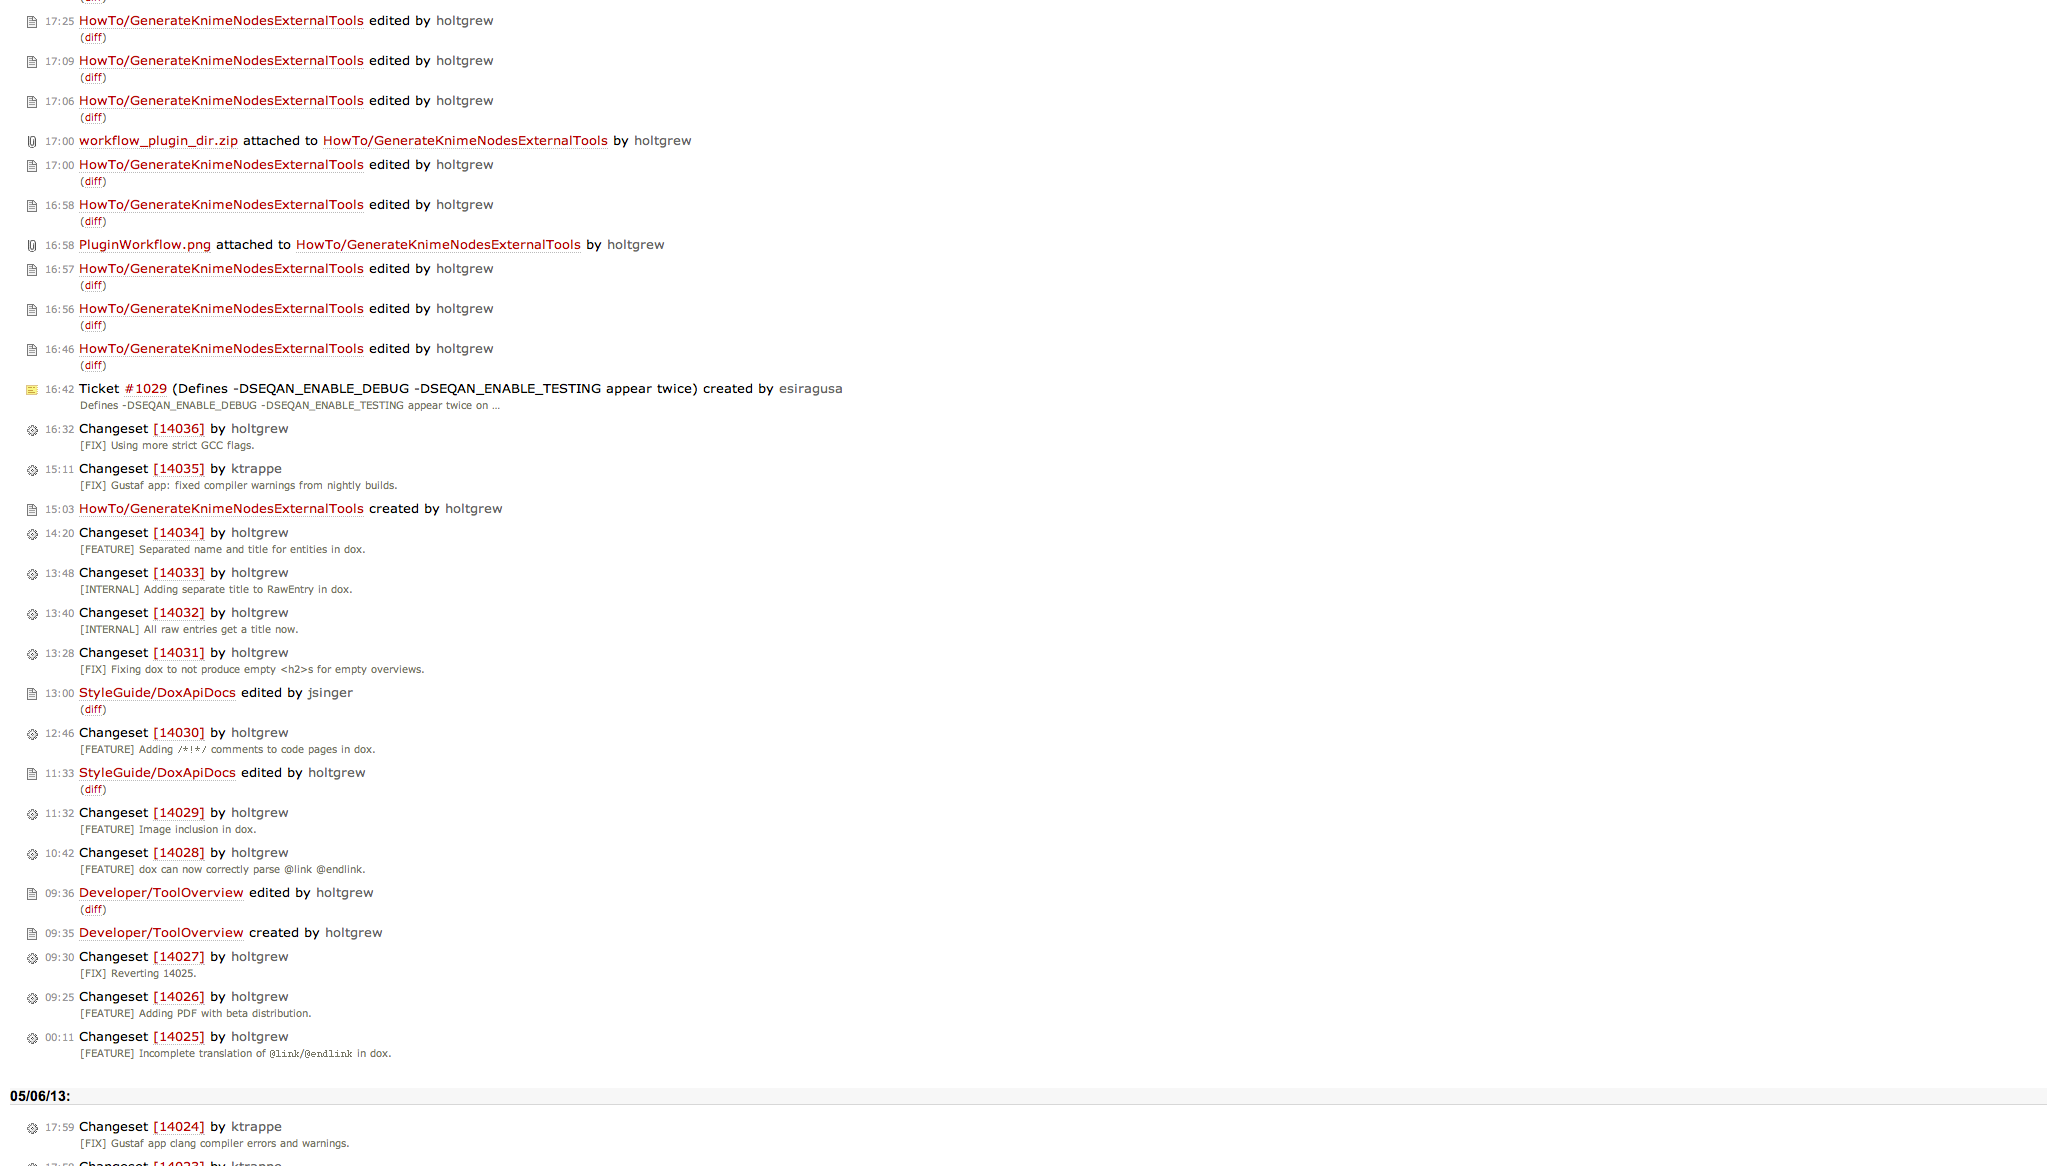 17:25 HowTo/GenerateKnimeNodesExternalTools edited by holtgrew
(diff)
17:09 HowTo/GenerateKnimeNodesExternalTools edited by holtgrew
(diff)
17:06 HowTo/GenerateKnimeNodesExternalTools edited by holtgrew
(diff)
17:00 workflow_plugin_dir.zip attached to HowTo/GenerateKnimeNodesExternalTools by holtgrew
17:00 HowTo/GenerateKnimeNodesExternalTools edited by holtgrew
(diff)
16:58 HowTo/GenerateKnimeNodesExternalTools edited by holtgrew
(diff)
16:58 PluginWorkflow.png attached to HowTo/GenerateKnimeNodesExternalTools by holtgrew
16:57 HowTo/GenerateKnimeNodesExternalTools edited by holtgrew
(diff)
16:56 HowTo/GenerateKnimeNodesExternalTools edited by holtgrew
(diff)
16:46 HowTo/GenerateKnimeNodesExternalTools edited by holtgrew
(diff)
16:42 Ticket #1029 (Defines -DSEQAN_ENABLE_DEBUG -DSEQAN_ENABLE_TESTING appear twice) created by esiragusa
Defines -DSEQAN_ENABLE_DEBUG -DSEQAN_ENABLE_TESTING appear twice on ...
16:32 Changeset [14036] by holtgrew
[FIX] Using more strict GCC flags.
15:11 Changeset [14035] by ktrappe
[FIX] Gustaf app: fixed compiler warnings from nightly builds.
15:03 HowTo/GenerateKnimeNodesExternalTools created by holtgrew
14:20 Changeset [14034] by holtgrew
[FEATURE] Separated name and title for entities in dox.
13:48 Changeset [14033] by holtgrew
[INTERNAL] Adding separate title to RawEntry in dox.
13:40 Changeset [14032] by holtgrew
[INTERNAL] All raw entries get a title now.
13:28 Changeset [14031] by holtgrew
[FIX] Fixing dox to not produce empty <h2>s for empty overviews.
13:00 StyleGuide/DoxApiDocs edited by jsinger
(diff)
12:46 Changeset [14030] by holtgrew
[FEATURE] Adding /*!*/ comments to code pages in dox.
11:33 StyleGuide/DoxApiDocs edited by holtgrew
(diff)
11:32 Changeset [14029] by holtgrew
[FEATURE] Image inclusion in dox.
10:42 Changeset [14028] by holtgrew
[FEATURE] dox can now correctly parse @link @endlink.
09:36 Developer/ToolOverview edited by holtgrew
(diff)
09:35 Developer/ToolOverview created by holtgrew
09:30 Changeset [14027] by holtgrew
[FIX] Reverting 14025.
09:25 Changeset [14026] by holtgrew
[FEATURE] Adding PDF with beta distribution.
00:11 Changeset [14025] by holtgrew
[FEATURE] Incomplete translation of @link/@endlink in dox.
05/06/13:
17:59 Changeset [14024] by ktrappe
[FIX] Gustaf app clang compiler errors and warnings.
Changeset [14023] by ktrappe